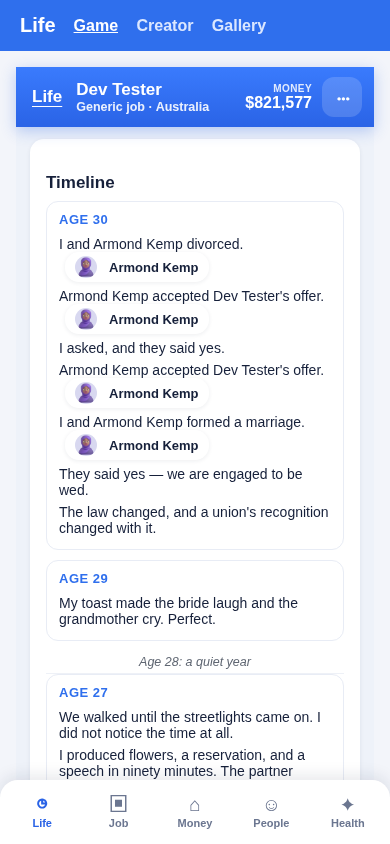 Life Game Creator Gallery
Life
Dev Tester
Generic job · Australia
MONEY
$821,577
•••
Timeline
AGE 30
I and Armond Kemp divorced.
Armond Kemp
Armond Kemp accepted Dev Tester's offer.
Armond Kemp
I asked, and they said yes.
Armond Kemp accepted Dev Tester's offer.
Armond Kemp
I and Armond Kemp formed a marriage.
Armond Kemp
They said yes — we are engaged to be
wed.
The law changed, and a union's recognition
changed with it.
AGE 29
My toast made the bride laugh and the
grandmother cry. Perfect.
Age 28: a quiet year
AGE 27
We walked until the streetlights came on. I
did not notice the time at all.
I produced flowers, a reservation, and a
speech in ninety minutes. The partner
Life Job Money People Health